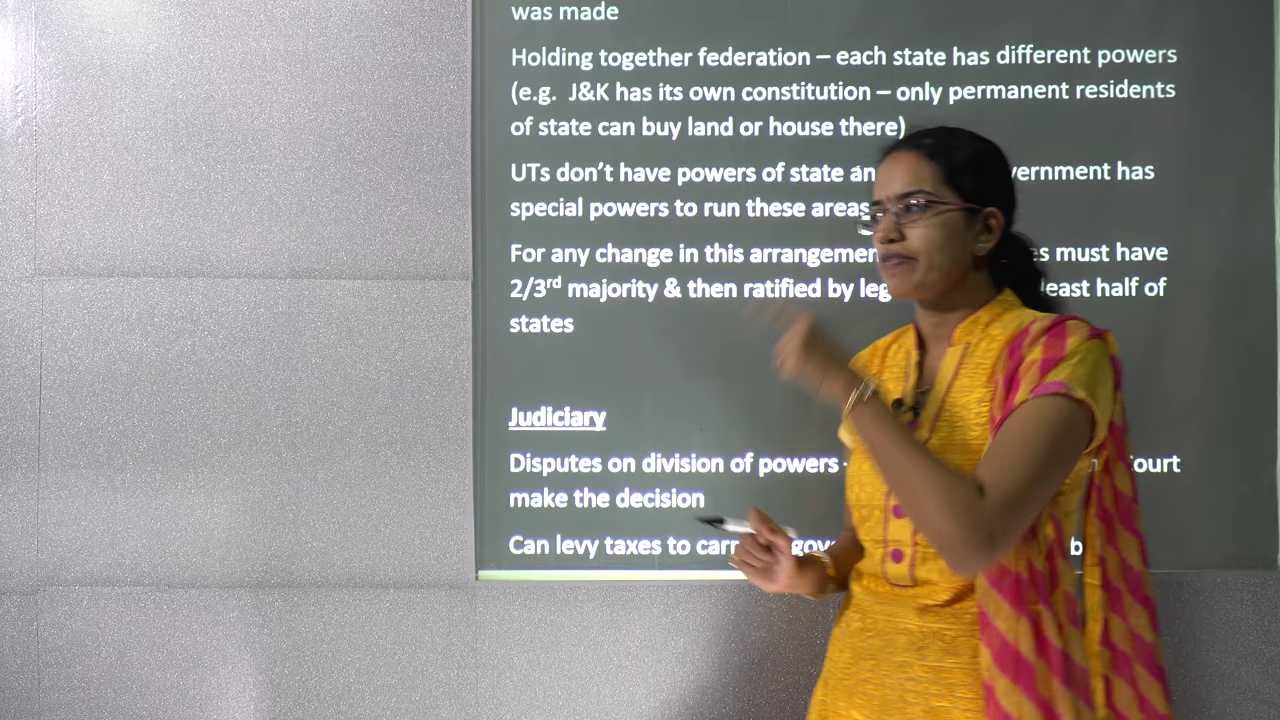 was made
Holding together federation – each state has different powers
(e.g. J&K has its own constitution – only permanent residents
of state can buy land or house there)
UTs don't have powers of state an ernment has
special powers to run these areas
For any change in this arrangemen es must have
2/3rd majority & then ratified by leg least half of
states
Judiciary
Disputes on division of powers - Court
make the decision
Can levy taxes to carr gov b